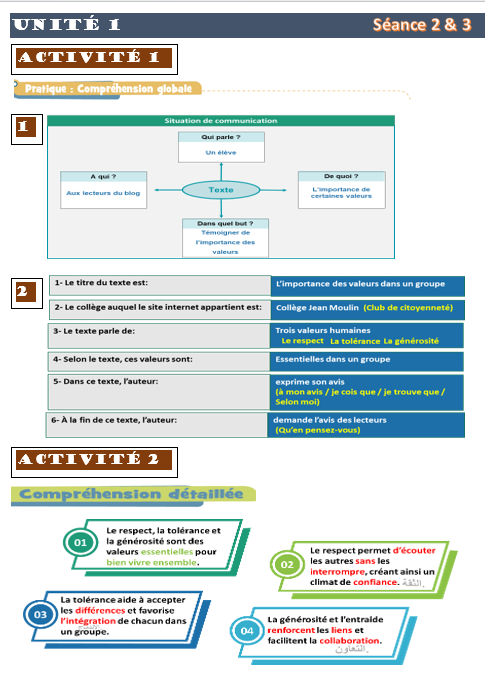 UNITÉ 1
Séance 2 & 3
ACTIVITÉ 1
Pratique : Compréhension globale
1
Situation de communication
Qui parle ?
Un élève
A qui ?
Aux lecteurs du blog
Texte
De quoi ?
L'importance de
certaines valeurs
Dans quel but ?
Témoigner de
l'importance des
valeurs
2
1- Le titre du texte est:
L'importance des valeurs dans un groupe
2- Le collège auquel le site internet appartient est:
Collège Jean Moulin (Club de citoyenneté)
3- Le texte parle de:
Trois valeurs humaines
Le respect La tolérance La générosité
4- Selon le texte, ces valeurs sont:
Essentielles dans un groupe
5- Dans ce texte, l'auteur:
exprime son avis
(à mon avis / je cois que / je trouve que /
Selon moi)
6- À la fin de ce texte, l'auteur:
demande l'avis des lecteurs
(Qu'en pensez-vous)
ACTIVITÉ 2
Compréhension détaillée
01
Le respect, la tolérance et
la générosité sont des
valeurs essentielles pour
bien vivre ensemble.
02
Le respect permet d'écouter
les autres sans les
interrompre, créant ainsi un
climat de confiance. الثقة.
03
La tolérance aide à accepter
les différences et favorise
l'intégration de chacun dans
un groupe.
04
La générosité et l'entraide
renforcent les liens et
facilitent la collaboration.
التعاون.